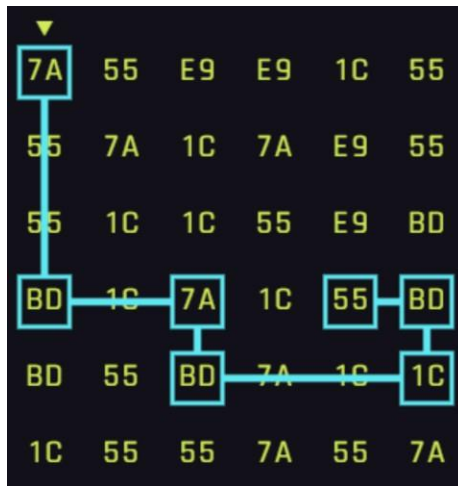 7A 55 E9 E9 1C 55
55 7A 1C 7A E9 55
55 1C 1C 55 E9 BD
BD 1C 7A 1C 55 BD
BD 55 BD 7A 1C 1C
1C 55 55 7A 55 7A